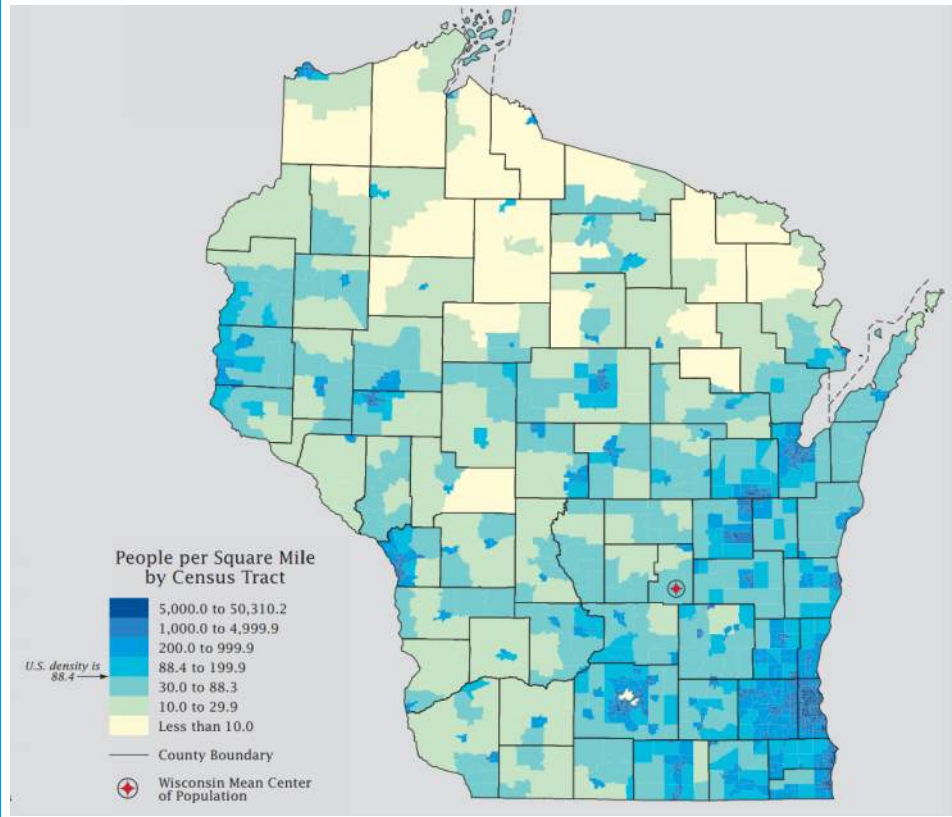 People per Square Mile
by Census Tract
5,000.0 to 50,310.2
1,000.0 to 4,999.9
200.0 to 999.9
88.4 to 199.9
U.S. density is
88.4
30.0 to 88.3
10.0 to 29.9
Less than 10.0
County Boundary
Wisconsin Mean Center
of Population